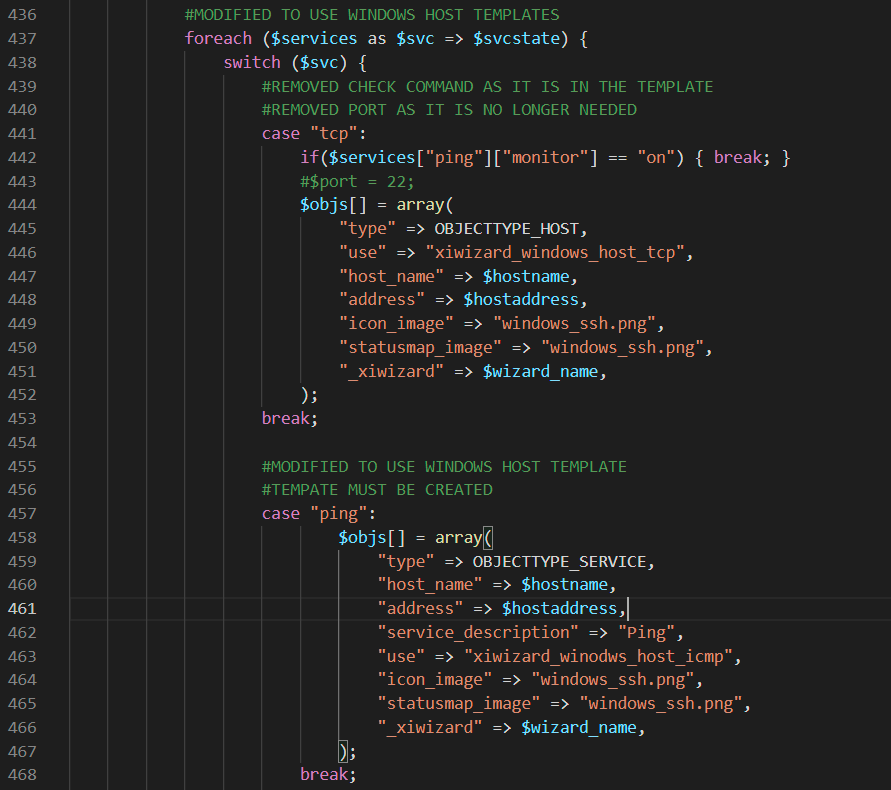 436 #MODIFIED TO USE WINDOWS HOST TEMPLATES
437 foreach ($services as $svc => $svcstate) {
438 switch ($svc) {
439 #REMOVED CHECK COMMAND AS IT IS IN THE TEMPLATE
440 #REMOVED PORT AS IT IS NO LONGER NEEDED
441 case "tcp":
442 if($services["ping"]["monitor"] == "on") { break; }
443 #$port = 22;
444 $objs[] = array(
445 "type" => OBJECTTYPE_HOST,
446 "use" => "xiwizard_windows_host_tcp",
447 "host_name" => $hostname,
448 "address" => $hostaddress,
449 "icon_image" => "windows_ssh.png",
450 "statusmap_image" => "windows_ssh.png",
451 "_xiwizard" => $wizard_name,
452 );
453 break;
454
455 #MODIFIED TO USE WINDOWS HOST TEMPLATE
456 #TEMPATE MUST BE CREATED
457 case "ping":
458 $objs[] = array(
459 "type" => OBJECTTYPE_SERVICE,
460 "host_name" => $hostname,
461 "address" => $hostaddress,
462 "service_description" => "Ping",
463 "use" => "xiwizard_winodws_host_icmp",
464 "icon_image" => "windows_ssh.png",
465 "statusmap_image" => "windows_ssh.png",
466 "_xiwizard" => $wizard_name,
467 );
468 break;